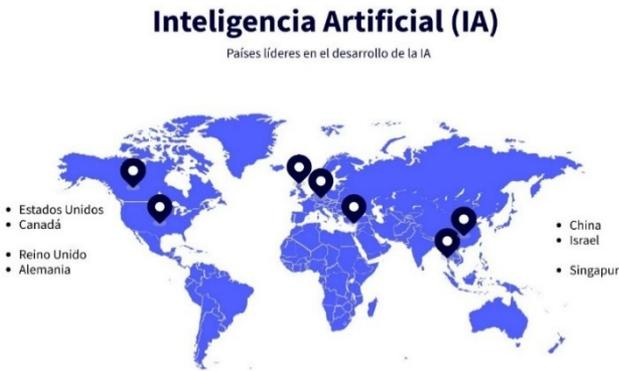 Inteligencia Artificial (IA)
Países líderes en el desarrollo de la IA
• Estados Unidos
• Canadá
• Reino Unido
• Alemania
• China
• Israel
• Singapur